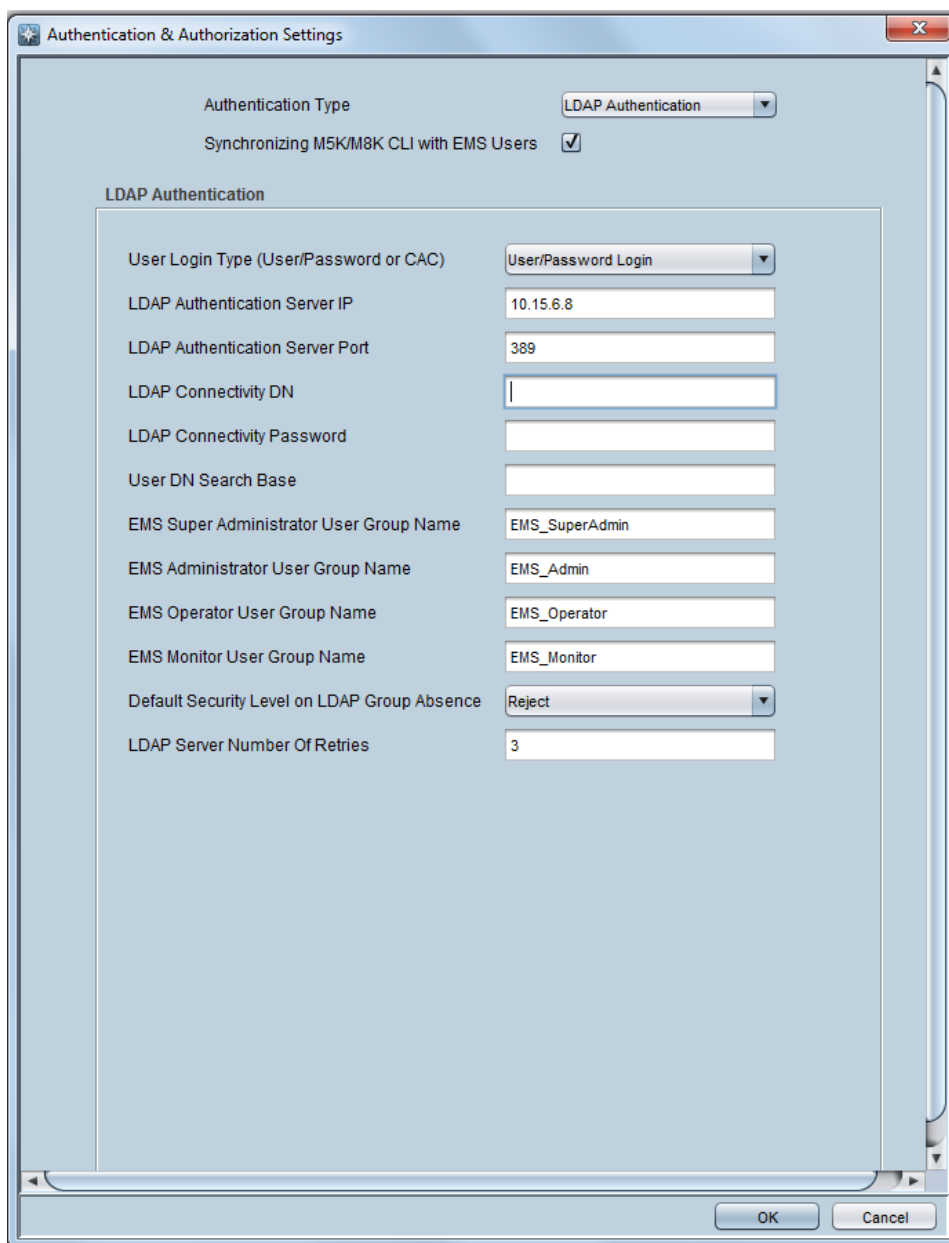 Authentication & Authorization Settings
Authentication Type LDAP Authentication
Synchronizing M5K/M8K CLI with EMS Users
LDAP Authentication
User Login Type (User/Password or CAC) User/Password Login
LDAP Authentication Server IP 10.15.6.8
LDAP Authentication Server Port 389
LDAP Connectivity DN
LDAP Connectivity Password
User DN Search Base
EMS Super Administrator User Group Name EMS_SuperAdmin
EMS Administrator User Group Name EMS_Admin
EMS Operator User Group Name EMS_Operator
EMS Monitor User Group Name EMS_Monitor
Default Security Level on LDAP Group Absence Reject
LDAP Server Number Of Retries 3
OK Cancel